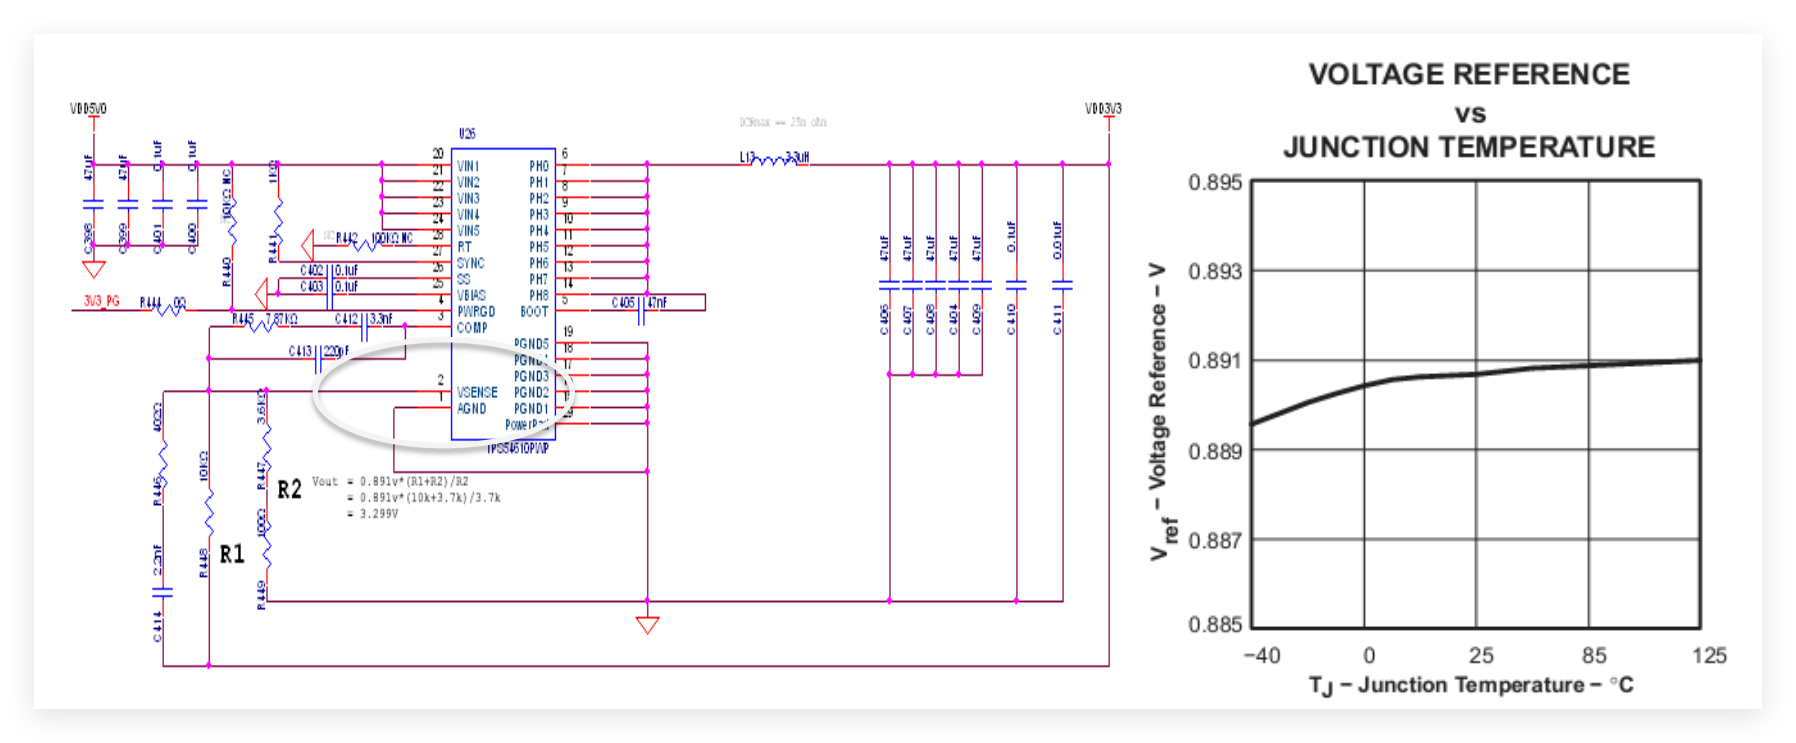 VDD5V0
47uF
47uF
0.1uF
0.1uF
C398
C399
C401
C400
10KΩ NC
R440
1KΩ
R441
NC
R442
100KΩ NC
C402
0.1uF
C403
0.1uF
3V3_PG
R444
0Ω
R445
7.87KΩ
C412
3.3nF
C413
220pF
U26
20
21
22
23
24
28
27
26
25
4
3
2
1
VIN1
VIN2
VIN3
VIN4
VIN5
RT
SYNC
SS
VBIAS
PWRGD
COMP
VSENSE
AGND
PH0
PH1
PH2
PH3
PH4
PH5
PH6
PH7
PH8
BOOT
PGND5
PGND4
PGND3
PGND2
PGND1
PowerPad
6
7
8
9
10
11
12
13
14
5
19
18
17
TPS54610PWP
C405
47nF
DCRmax == 25m ohm
L13
3.3uH
VDD3V3
47uF
47uF
47uF
47uF
47uF
0.1uF
0.01uF
C406
C407
C408
C404
C409
C410
C411
402Ω
R446
2.2nF
C414
10KΩ
R448
R1
3.6KΩ
R447
R2
100Ω
R449
Vout = 0.891v*(R1+R2)/R2
= 0.891v*(10k+3.7k)/3.7k
= 3.299V
VOLTAGE REFERENCE
vs
JUNCTION TEMPERATURE
0.895
0.893
0.891
0.889
0.887
0.885
Vref − Voltage Reference − V
−40 0 25 85 125
TJ − Junction Temperature − °C